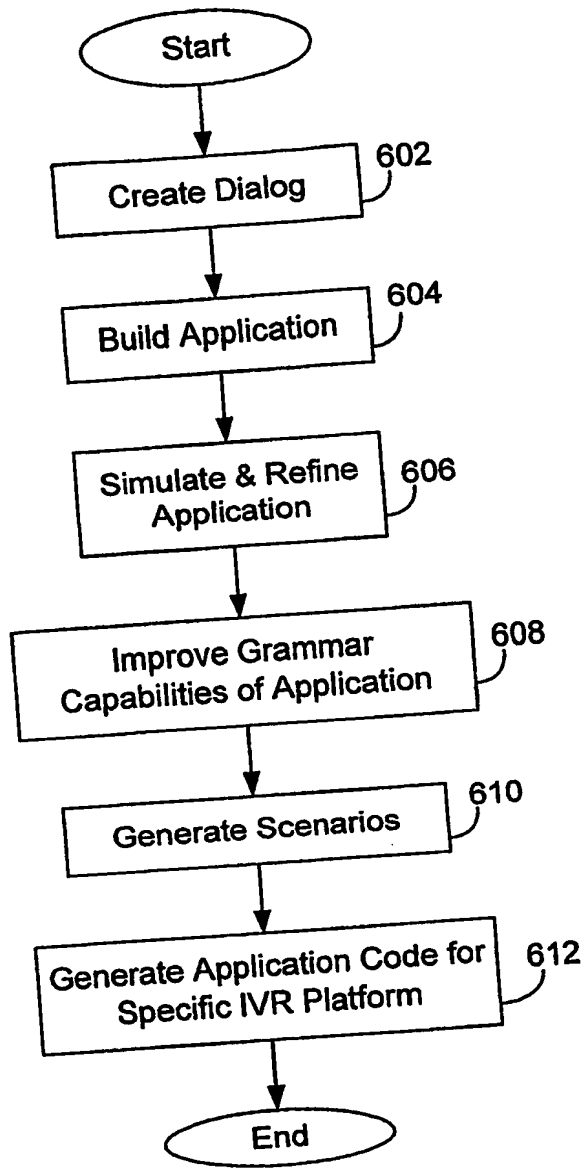 Start
602
Create Dialog
604
Build Application
606
Simulate & Refine
Application
608
Improve Grammar
Capabilities of Application
610
Generate Scenarios
612
Generate Application Code for
Specific IVR Platform
End